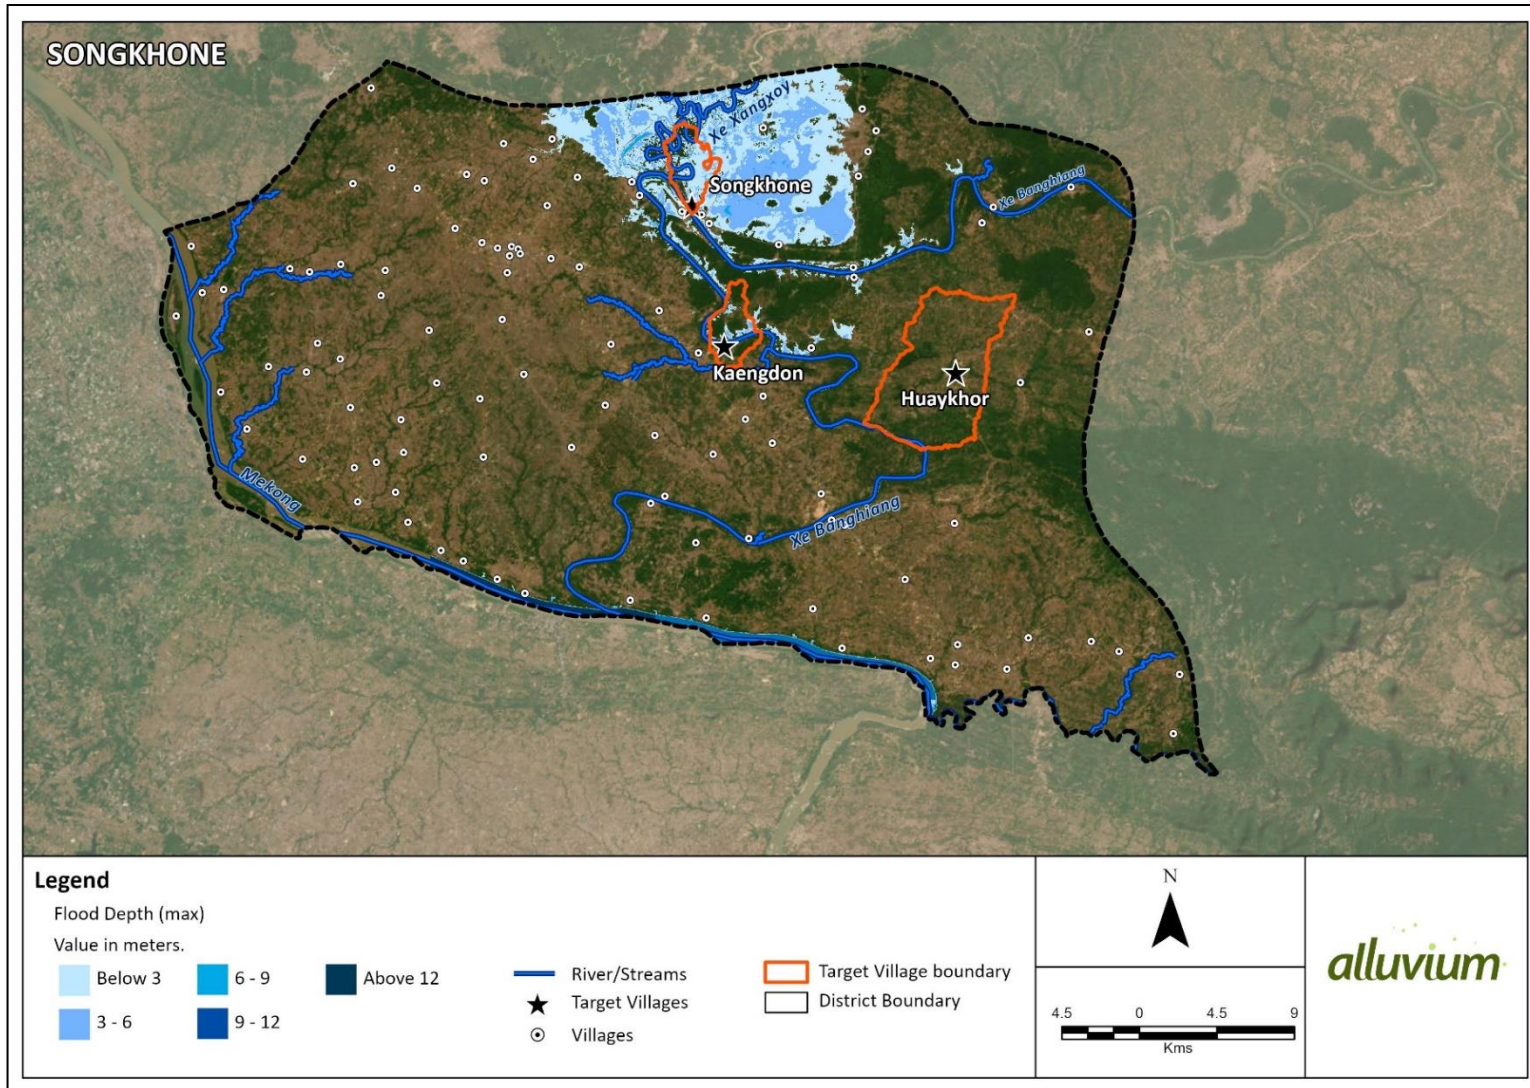 SONGKHONE
Xe Xangxoy
Songkhone
Xe Banghiang
Kaengdon
Huaykhor
Mekong
Xe Banghiang
Legend
Flood Depth (max)
Value in meters.
Below 3
6 - 9
Above 12
3 - 6
9 - 12
River/Streams
Target Villages
Villages
Target Village boundary
District Boundary
N
4.5 0 4.5 9
Kms
alluvium